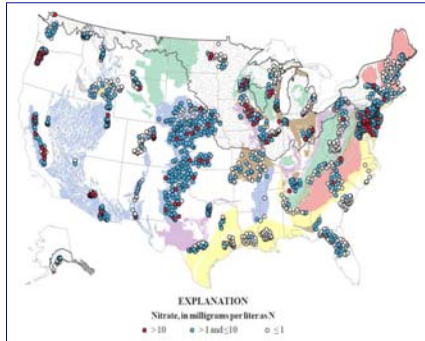 EXPLANATION
Nitrate, in milligrams per liter as N
>10 >1 and ≤10 ≤1